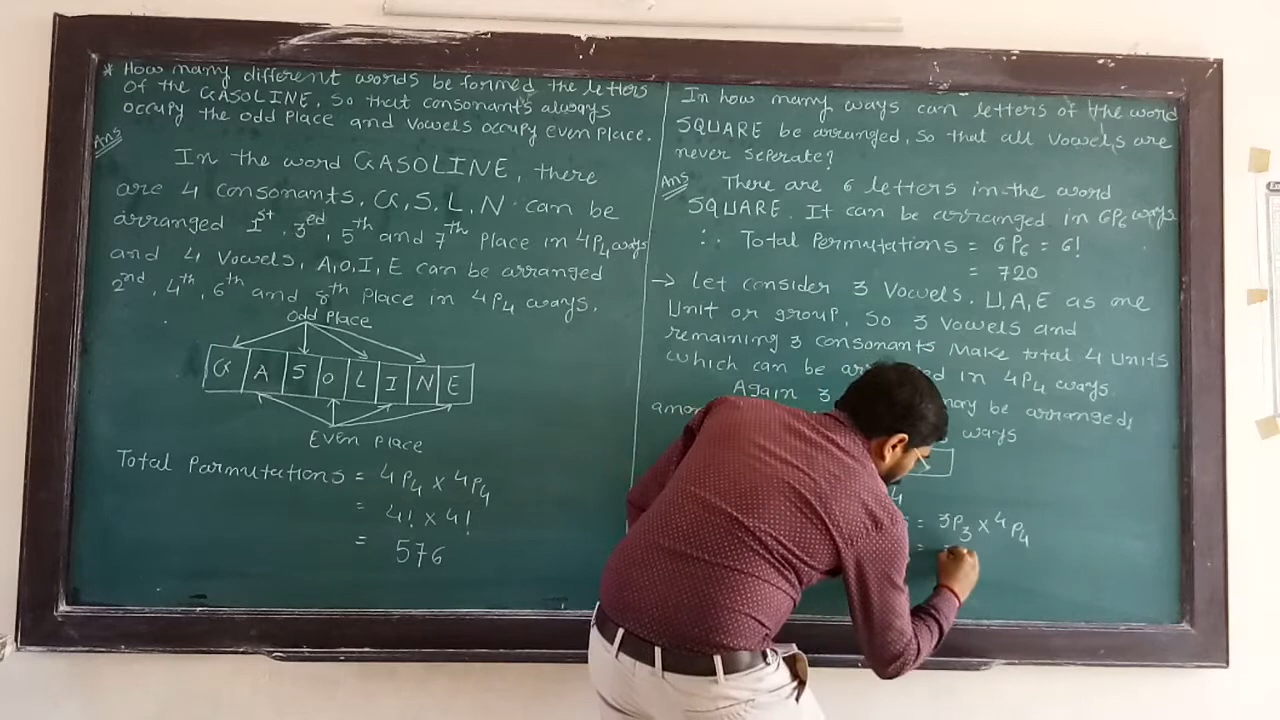 * How many different words be formed the letters
of the GASOLINE, So that consonant's always
occupy the odd Place and Vowels occupy even Place.
Ans
In the word GASOLINE, there
are 4 consonants, G,S,L,N can be
arranged 1st, 3ed, 5th and 7th Place in 4P4 ways
and 4 Vowels, A,O,I,E can be arranged
2nd, 4th, 6th and 8th Place in 4P4 ways.
Odd Place
G A S O L I N E
Even Place
Total Parmutations = 4P4 x 4P4
= 4! x 4!
= 576
In how many ways can letters of the word
SQUARE be arranged, so that all Vowels are
never seperate?
Ans
There are 6 letters in the word
SQUARE. It can be arranged in 6P6 ways
∴ Total Permutations = 6P6 = 6!
= 720
→ Let consider 3 Vowels. U,A,E as one
Unit or group, So 3 Vowels and
remaining 3 consonants Make total 4 Units
which can be in 4P4 ways.
Again 3 may be arranged,
ways
4
= 3P3 x 4P4
=